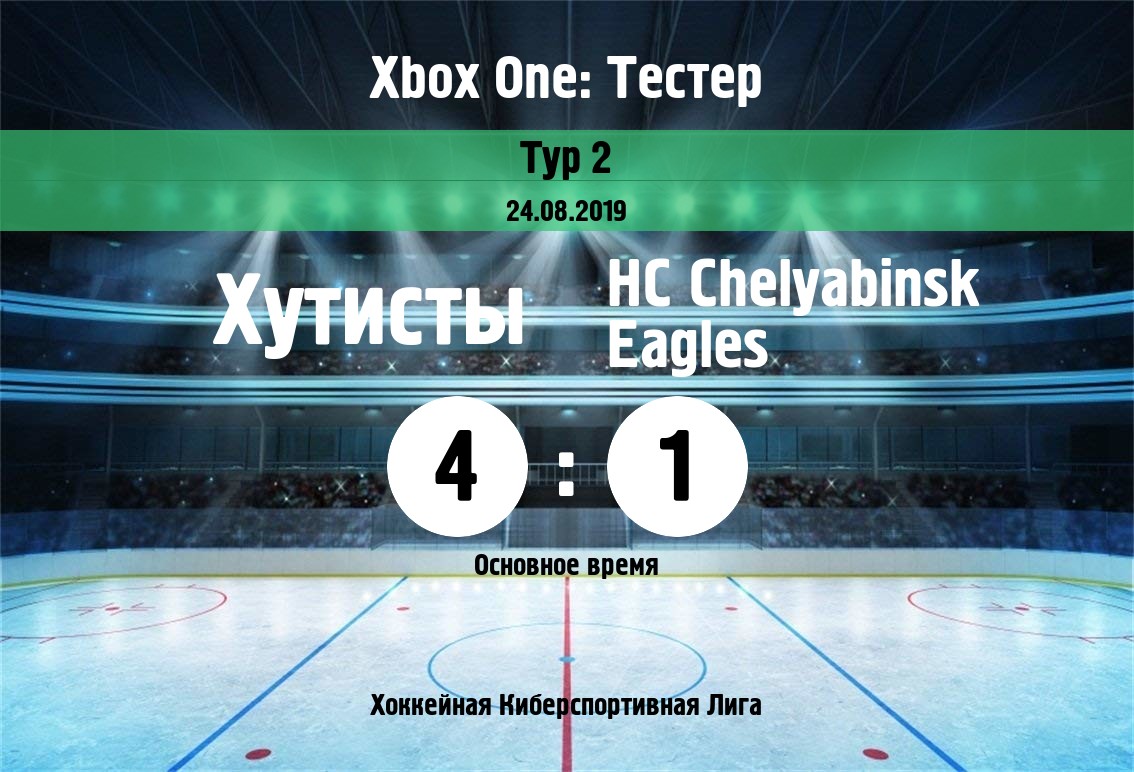 Xbox One: Тестер
Тур 2
24.08.2019
Хутисты
HC Chelyabinsk
Eagles
4 : 1
Основное время
Хоккейная Киберспортивная Лига